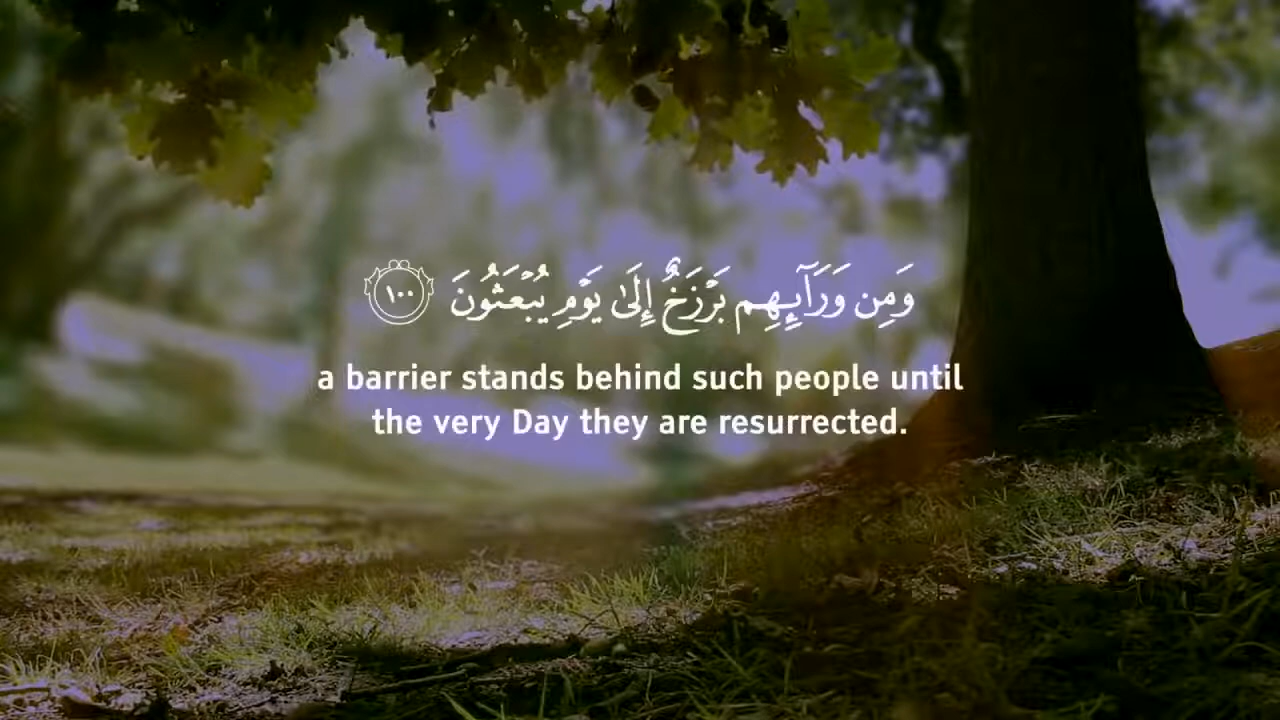 وَمِن وَرَآئِهِم بَرْزَخٌ إِلَىٰ يَوْمِ يُبْعَثُونَ ١٠٠
a barrier stands behind such people until
the very Day they are resurrected.